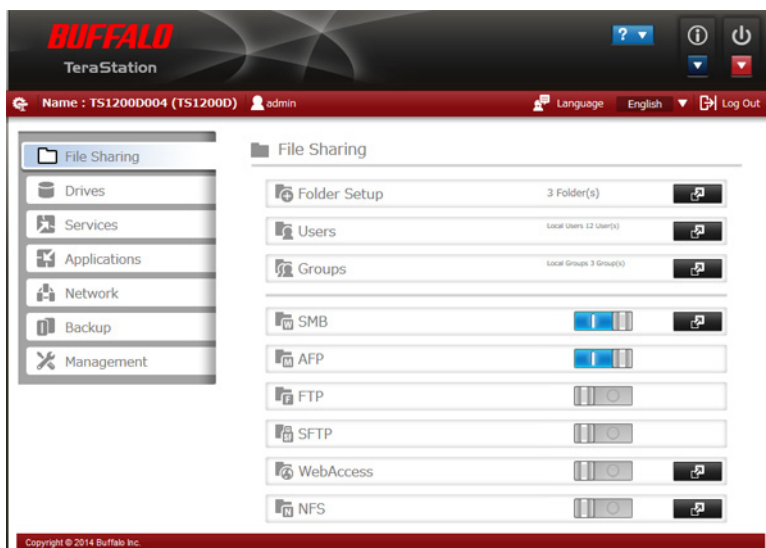 BUFFALO
TeraStation
?
Name : TS1200D004 (TS1200D) admin Language English Log Out
File Sharing
Drives
Services
Applications
Network
Backup
Management
File Sharing
Folder Setup 3 Folder(s)
Users Local Users 12 User(s)
Groups Local Groups 3 Group(s)
SMB
AFP
FTP
SFTP
WebAccess
NFS
Copyright © 2014 Buffalo Inc.